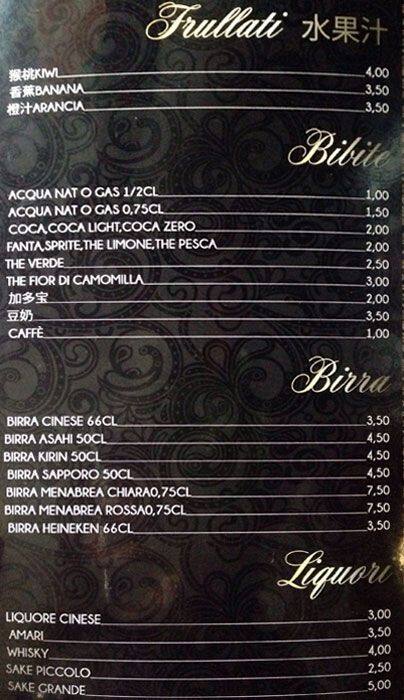 Frullati 水果汁
猴桃KIWI 4,00
香蕉BANANA 3,50
橙汁ARANCIA 3,50
Bibite
ACQUA NAT O GAS 1/2CL 1,00
ACQUA NAT O GAS 0,75CL 1,50
COCA,COCA LIGHT,COCA ZERO 2,00
FANTA,SPRITE,THE LIMONE,THE PESCA 2,00
THE VERDE 2,50
THE FIOR DI CAMOMILLA 3,00
加多宝 2,00
豆奶 3,50
CAFFÈ 1,00
Birra
BIRRA CINESE 66CL 3,50
BIRRA ASAHI 50CL 4,50
BIRRA KIRIN 50CL 4,50
BIRRA SAPPORO 50CL 4,50
BIRRA MENABREA CHIARA0,75CL 7,50
BIRRA MENABREA ROSSA0,75CL 7,50
BIRRA HEINEKEN 66CL 3,50
Liquori
LIQUORE CINESE 3,00
AMARI 3,50
WHISKY 4,00
SAKE PICCOLO 2,50
SAKE GRANDE 5,00